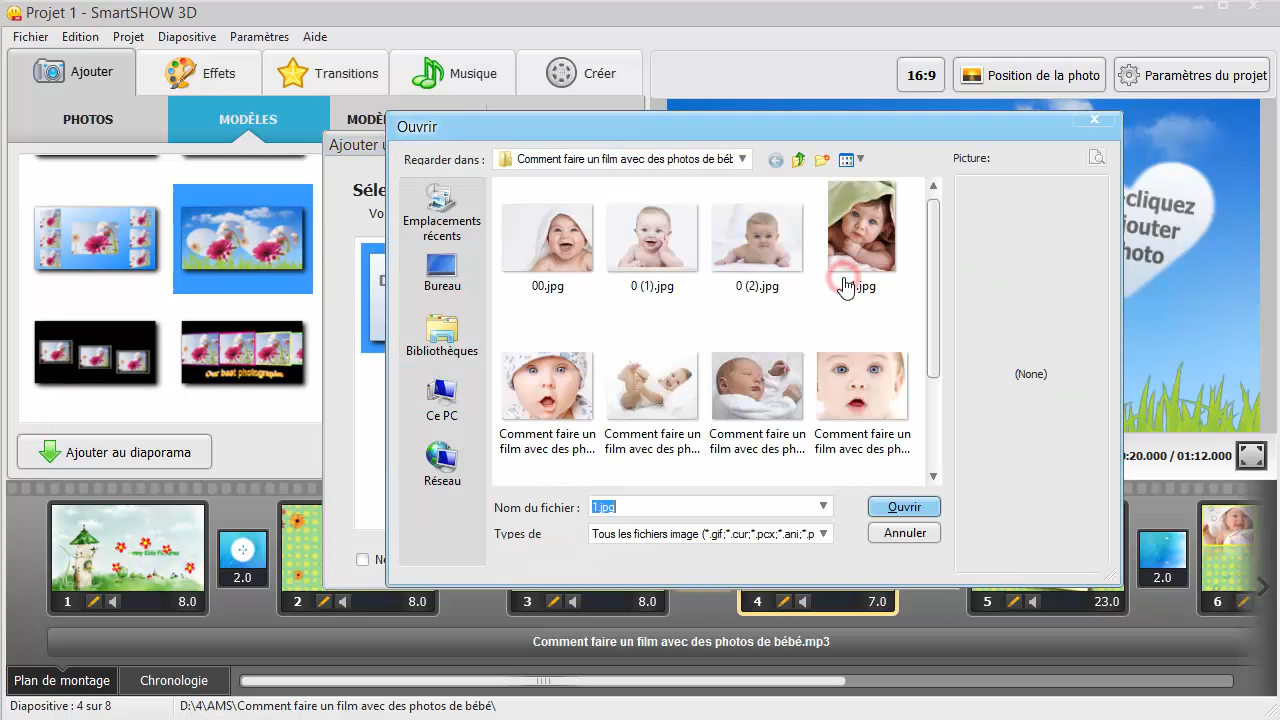 Projet 1 - SmartSHOW 3D
Fichier Edition Projet Diapositive Paramètres Aide
Ajouter Effets Transitions Musique Créer
16:9 Position de la photo Paramètres du projet
PHOTOS MODÈLES
Ouvrir
Regarder dans : Comment faire un film avec des photos de bé
Picture:
Emplacements
récents
Bureau
Bibliothèques
Ce PC
Réseau
00.jpg 0 (1).jpg 0 (2).jpg
Comment faire un film avec des ph...
Comment faire un film avec des ph...
Comment faire un film avec des ph...
Comment faire un film avec des ph...
(None)
Nom du fichier : 1.jpg Ouvrir
Types de Tous les fichiers image (*.gif;*.cur;*.pcx;*.ani;*.p Annuler
Our best photographs
Ajouter au diaporama
Ajouter u
Séle
Vo
cliquez
jouter
hoto
0:20.000 / 01:12.000
2.0 2.0
1 8.0 2 8.0 3 8.0 4 7.0 5 23.0 6
Comment faire un film avec des photos de bébé.mp3
Plan de montage Chronologie
Diapositive : 4 sur 8 D:\4\AMS\Comment faire un film avec des photos de bébé\